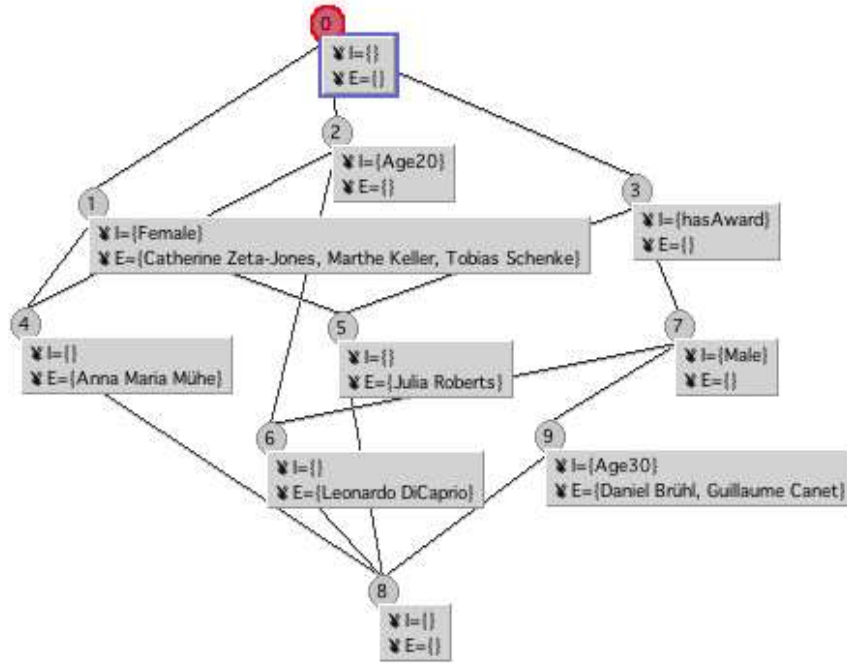 0
¥ I={}
¥ E={}
2
¥ I={Age20}
¥ E={}
1
¥ I={Female}
¥ E={Catherine Zeta-Jones, Marthe Keller, Tobias Schenke}
3
¥ I={hasAward}
¥ E={}
4
¥ I={}
¥ E={Anna Maria Mühe}
5
¥ I={}
¥ E={Julia Roberts}
7
¥ I={Male}
¥ E={}
6
¥ I={}
¥ E={Leonardo DiCaprio}
9
¥ I={Age30}
¥ E={Daniel Brühl, Guillaume Canet}
8
¥ I={}
¥ E={}